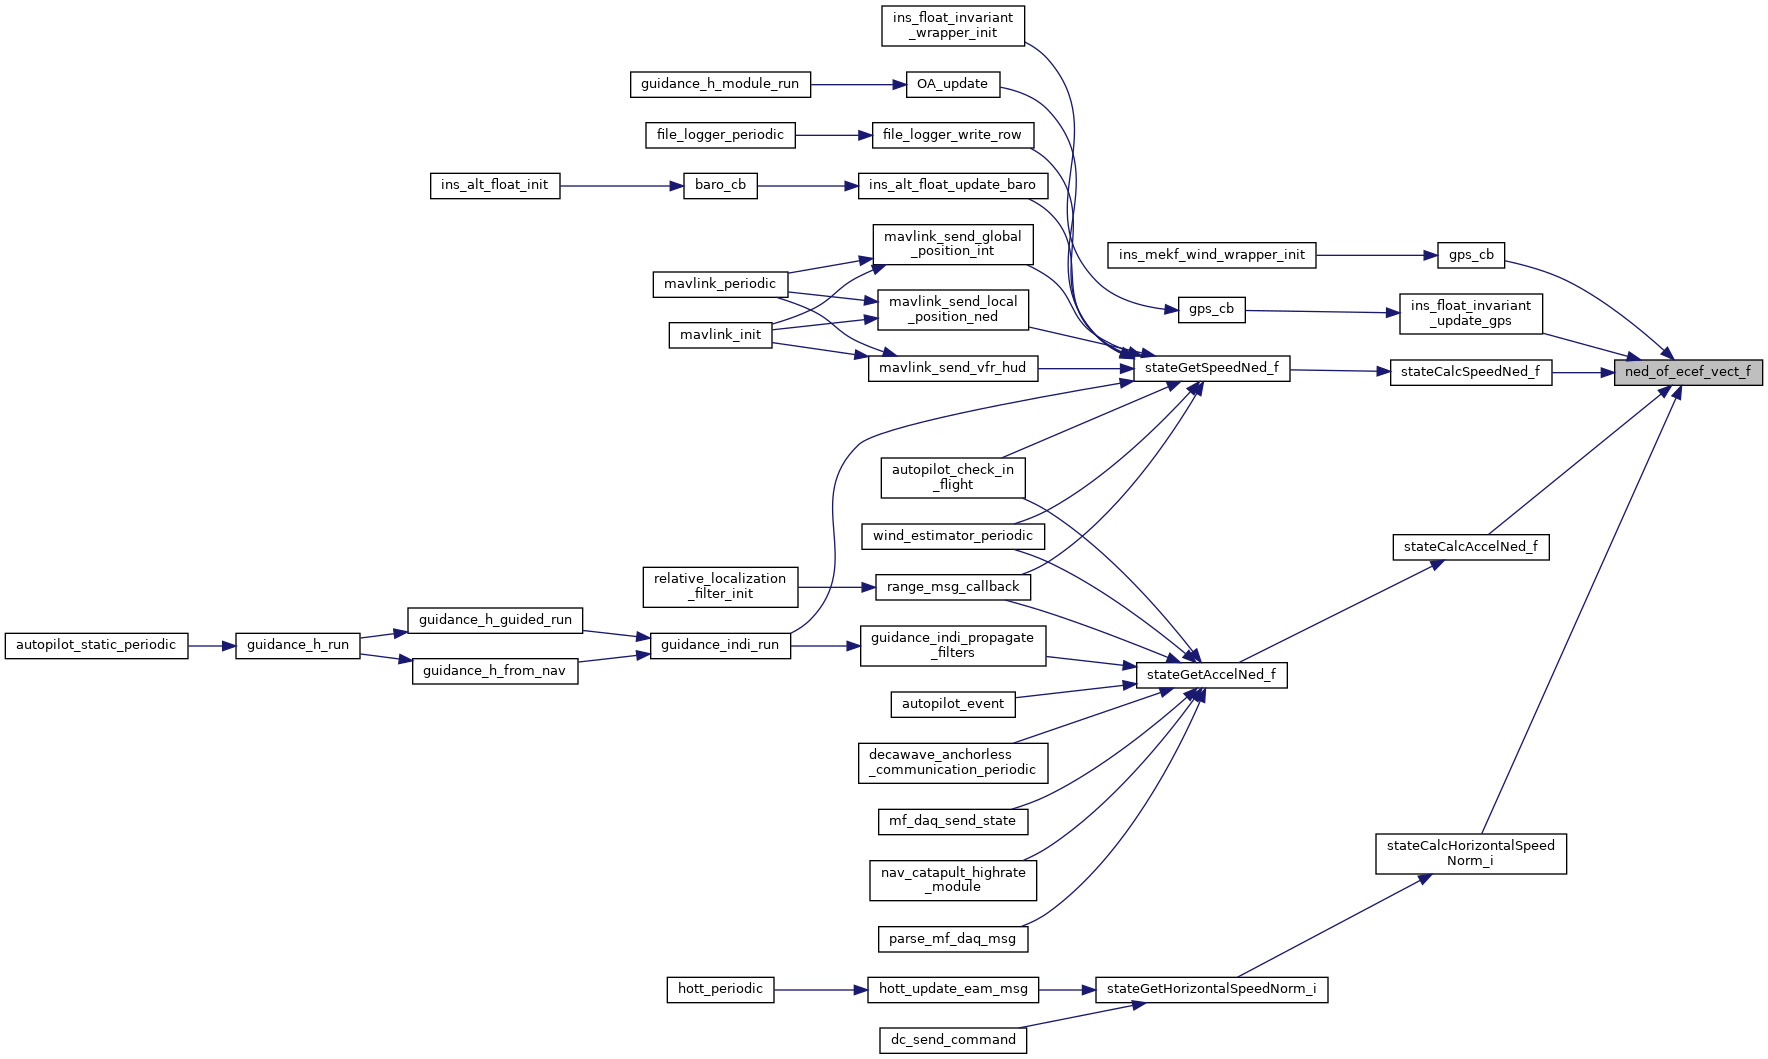 ins_float_invariant
_wrapper_init
guidance_h_module_run
OA_update
file_logger_periodic
file_logger_write_row
ins_alt_float_init
baro_cb
ins_alt_float_update_baro
mavlink_send_global
_position_int
ins_mekf_wind_wrapper_init
gps_cb
mavlink_periodic
mavlink_send_local
_position_ned
gps_cb
ins_float_invariant
_update_gps
mavlink_init
mavlink_send_vfr_hud
stateGetSpeedNed_f
stateCalcSpeedNed_f
ned_of_ecef_vect_f
autopilot_check_in
_flight
wind_estimator_periodic
stateCalcAccelNed_f
relative_localization
_filter_init
range_msg_callback
guidance_h_guided_run
autopilot_static_periodic
guidance_h_run
guidance_indi_run
guidance_indi_propagate
_filters
guidance_h_from_nav
stateGetAccelNed_f
autopilot_event
decawave_anchorless
_communication_periodic
mf_daq_send_state
stateCalcHorizontalSpeed
Norm_i
nav_catapult_highrate
_module
parse_mf_daq_msg
hott_periodic
hott_update_eam_msg
stateGetHorizontalSpeedNorm_i
dc_send_command